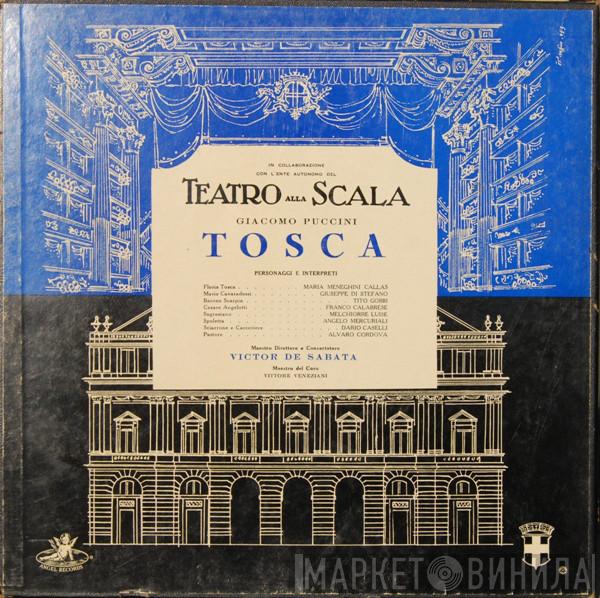 IN COLLABORAZIONE
CON L'ENTE AUTONOMO DEL
TEATRO ALLA SCALA
GIACOMO PUCCINI
TOSCA
PERSONAGGI E INTERPRETI
Floria Tosca . . . . . . . . MARIA MENEGHINI CALLAS
Mario Cavaradossi . . . . . . . . GIUSEPPE DI STEFANO
Barone Scarpia . . . . . . . . TITO GOBBI
Cesare Angelotti . . . . . . . . FRANCO CALABRESE
Sagrestano . . . . . . . . MELCHIORRE LUISE
Spoletta . . . . . . . . ANGELO MERCURIALI
Sciarrone e Carceriere . . . . . . . . DARIO CASELLI
Pastore . . . . . . . . ALVARO CORDOVA
Maestro Direttore e Concertatore
VICTOR DE SABATA
Maestro del Coro
VITTORE VENEZIANI
ANGEL RECORDS
МАРКЕТ ВИНИЛА